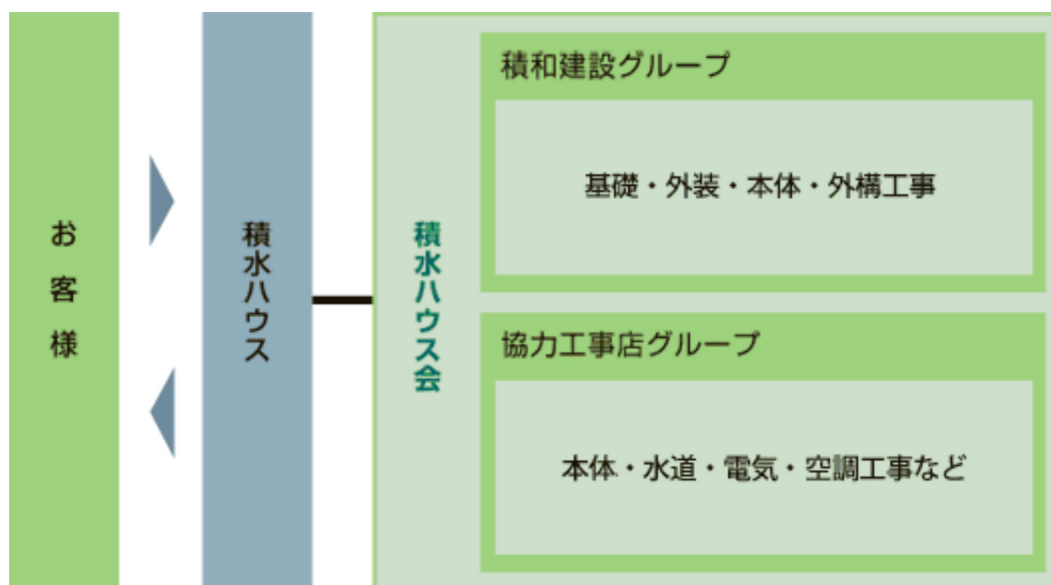 お客様
積水ハウス
積水ハウス会
積和建設グループ
基礎・外装・本体・外構工事
協力工事店グループ
本体・水道・電気・空調工事など